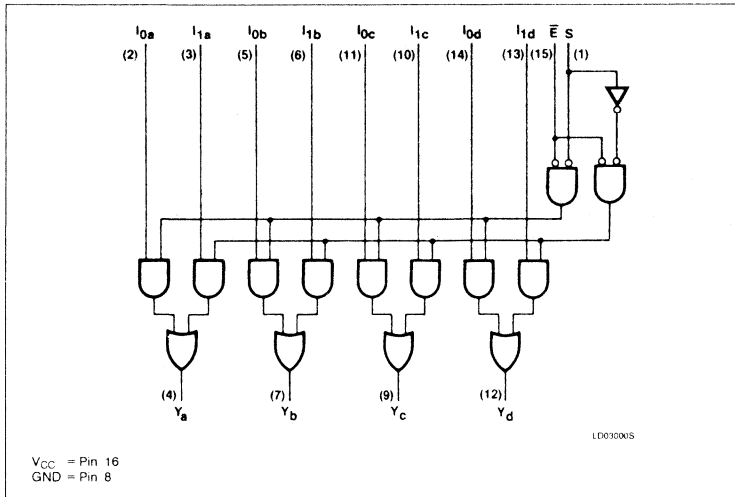 I0a I1a I0b I1b I0c I1c I0d I1d E̅ S
(2) (3) (5) (6) (11) (10) (14) (13) (15) (1)
(4) (7) (9) (12)
Ya Yb Yc Yd
LD03000S
VCC = Pin 16
GND = Pin 8